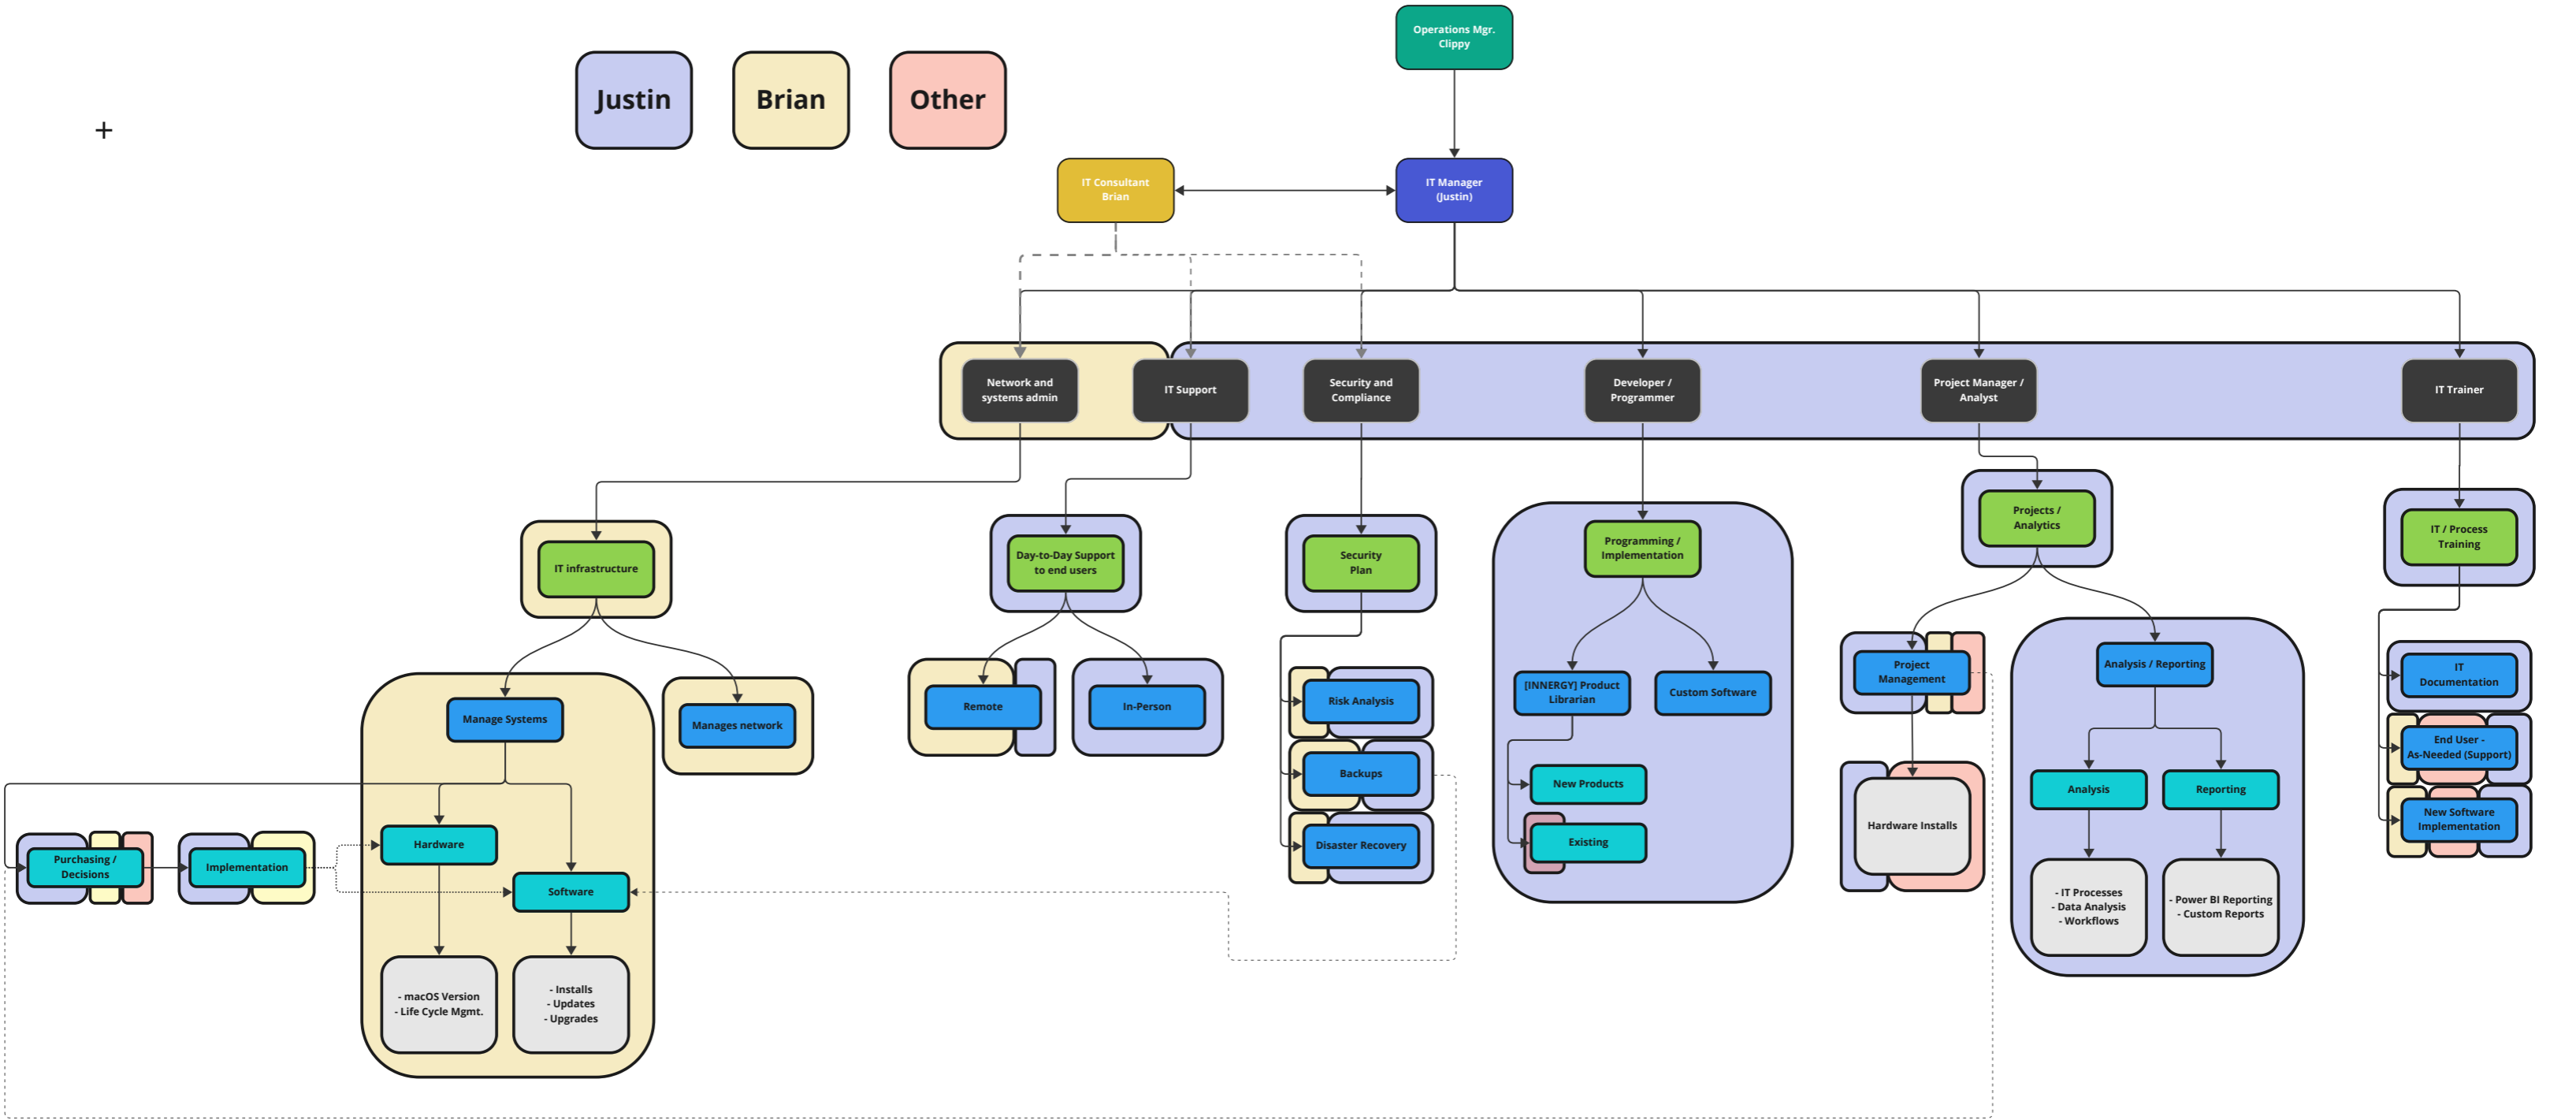 Operations Mgr.
Clippy
Justin
Brian
Other
+
IT Consultant
Brian
IT Manager
(Justin)
Network and
systems admin
IT Support
Security and
Compliance
Developer /
Programmer
Project Manager /
Analyst
IT Trainer
IT infrastructure
Day-to-Day Support
to end users
Security
Plan
Programming /
Implementation
Projects /
Analytics
IT / Process
Training
Manage Systems
Manages network
Remote
In-Person
Risk Analysis
Backups
Disaster Recovery
[INNERGY] Product
Librarian
Custom Software
New Products
Existing
Project
Management
Hardware Installs
Analysis / Reporting
Analysis
Reporting
- IT Processes
- Data Analysis
- Workflows
- Power BI Reporting
- Custom Reports
IT
Documentation
End User -
As-Needed (Support)
New Software
Implementation
Purchasing /
Decisions
Implementation
Hardware
Software
- macOS Version
- Life Cycle Mgmt.
- Installs
- Updates
- Upgrades